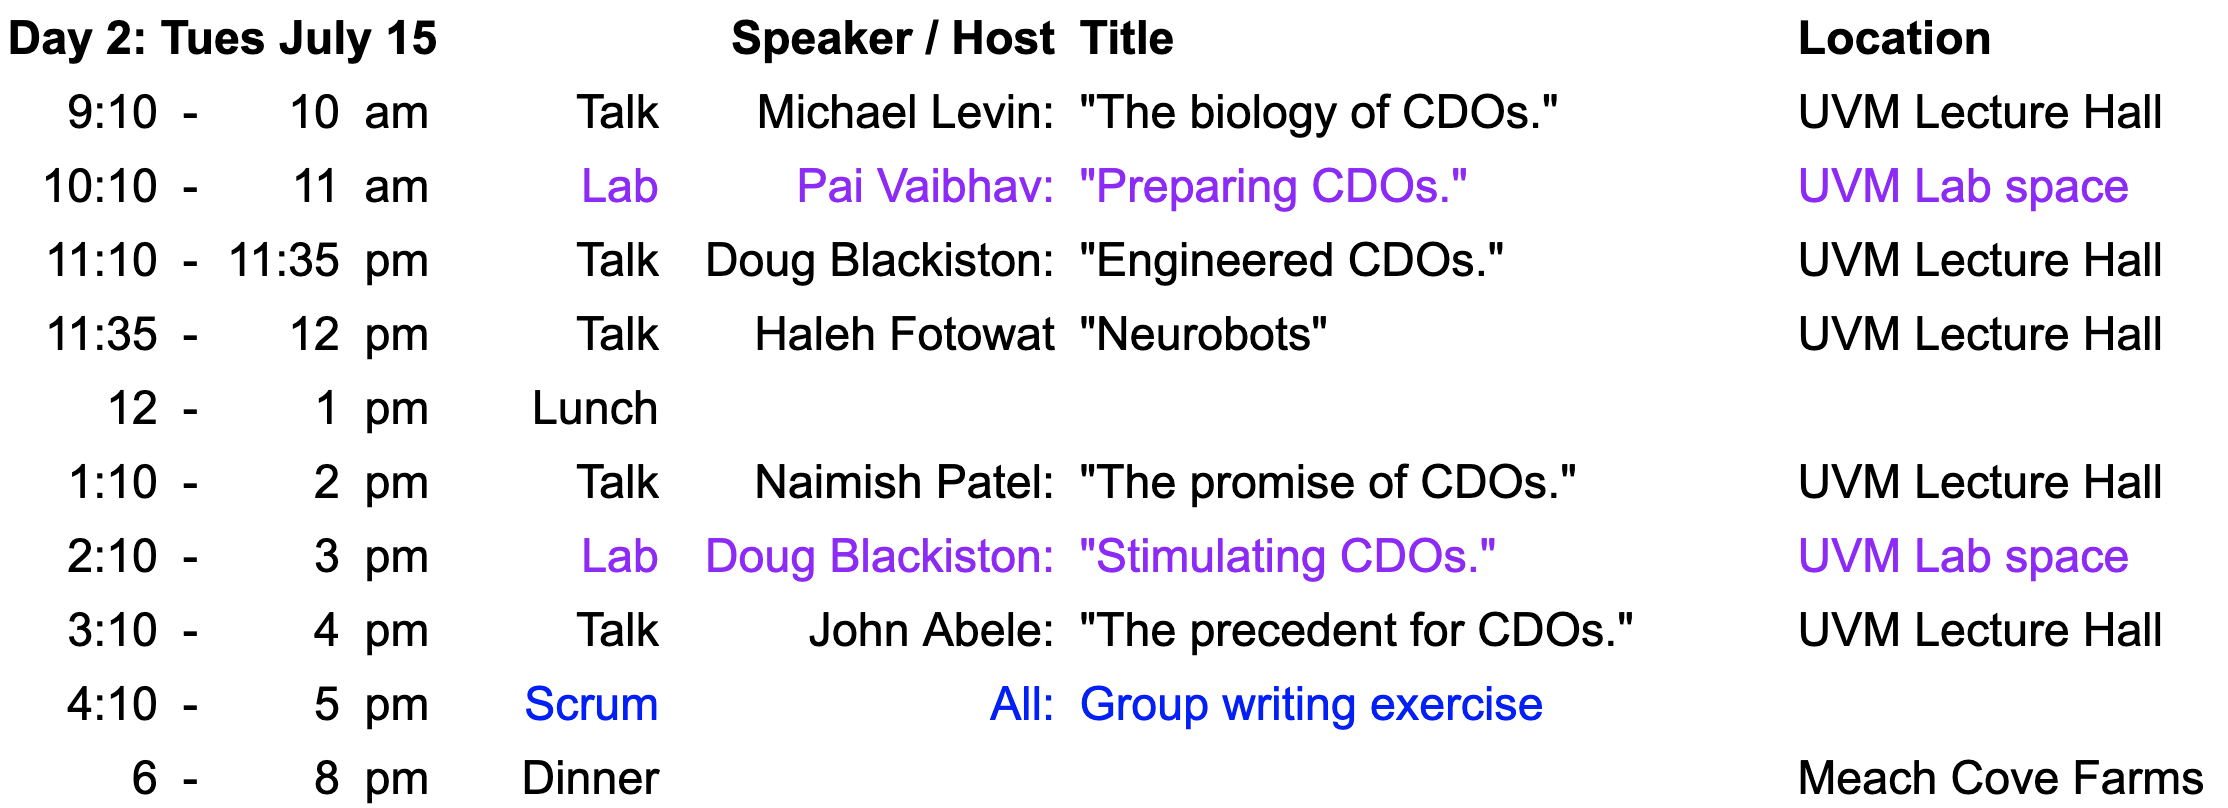 Day 2: Tues July 15 Speaker / Host Title Location
9:10 - 10 am Talk Michael Levin: "The biology of CDOs." UVM Lecture Hall
10:10 - 11 am Lab Pai Vaibhav: "Preparing CDOs." UVM Lab space
11:10 - 11:35 pm Talk Doug Blackiston: "Engineered CDOs." UVM Lecture Hall
11:35 - 12 pm Talk Haleh Fotowat "Neurobots" UVM Lecture Hall
12 - 1 pm Lunch
1:10 - 2 pm Talk Naimish Patel: "The promise of CDOs." UVM Lecture Hall
2:10 - 3 pm Lab Doug Blackiston: "Stimulating CDOs." UVM Lab space
3:10 - 4 pm Talk John Abele: "The precedent for CDOs." UVM Lecture Hall
4:10 - 5 pm Scrum All: Group writing exercise
6 - 8 pm Dinner Meach Cove Farms